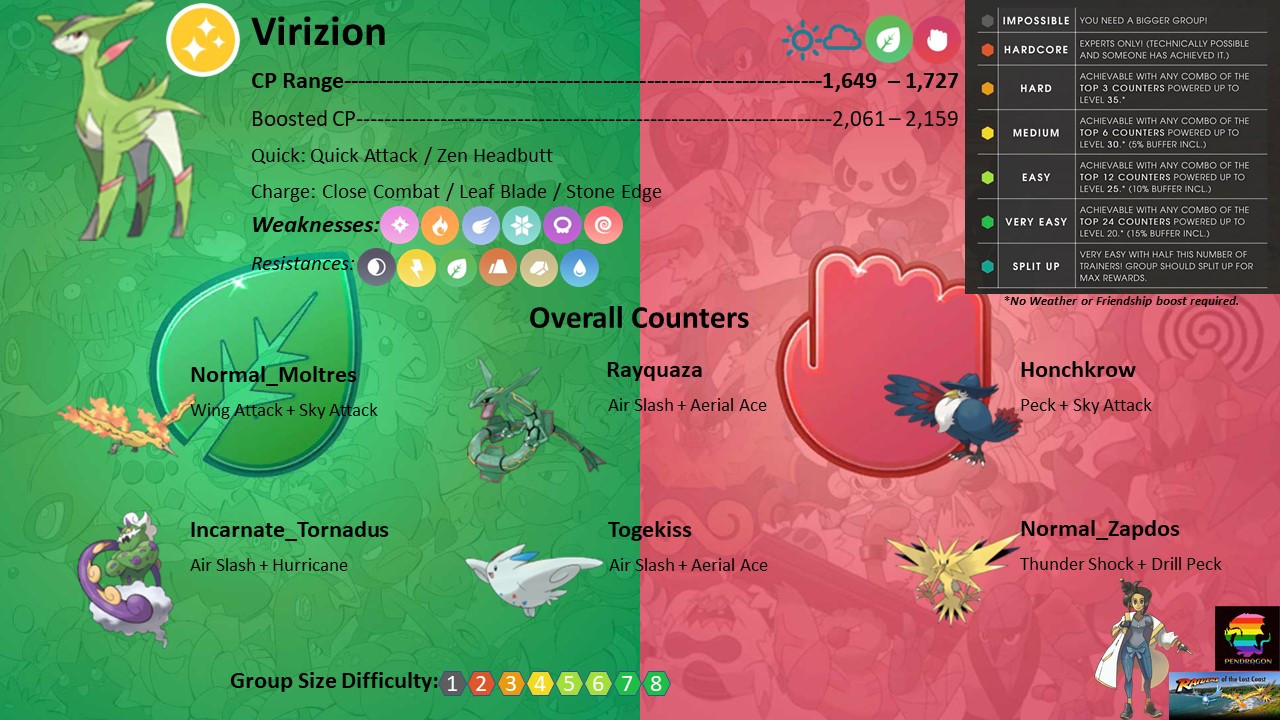 Virizion
CP Range---1,649 – 1,727
Boosted CP---2,061 – 2,159
Quick: Quick Attack / Zen Headbutt
Charge: Close Combat / Leaf Blade / Stone Edge
Weaknesses:
Resistances:
IMPOSSIBLE YOU NEED A BIGGER GROUP!
HARDCORE EXPERTS ONLY! (TECHNICALLY POSSIBLE
AND SOMEONE HAS ACHIEVED IT.)
HARD ACHIEVABLE WITH ANY COMBO OF THE
TOP 3 COUNTERS POWERED UP TO
LEVEL 35.*
MEDIUM ACHIEVABLE WITH ANY COMBO OF THE
TOP 6 COUNTERS POWERED UP TO
LEVEL 30.* (5% BUFFER INCL.)
EASY ACHIEVABLE WITH ANY COMBO OF THE
TOP 12 COUNTERS POWERED UP TO
LEVEL 25.* (10% BUFFER INCL.)
VERY EASY ACHIEVABLE WITH ANY COMBO OF THE
TOP 24 COUNTERS POWERED UP TO
LEVEL 20.* (15% BUFFER INCL.)
SPLIT UP VERY EASY WITH HALF THIS NUMBER OF
TRAINERS! GROUP SHOULD SPLIT UP FOR
MAX REWARDS.
*No Weather or Friendship boost required.
Overall Counters
Normal_Moltres
Wing Attack + Sky Attack
Rayquaza
Air Slash + Aerial Ace
Honchkrow
Peck + Sky Attack
Incarnate_Tornadus
Air Slash + Hurricane
Togekiss
Air Slash + Aerial Ace
Normal_Zapdos
Thunder Shock + Drill Peck
Group Size Difficulty: 1 2 3 4 5 6 7 8
PENDRAGON
RAIDERS of the Lost Coast